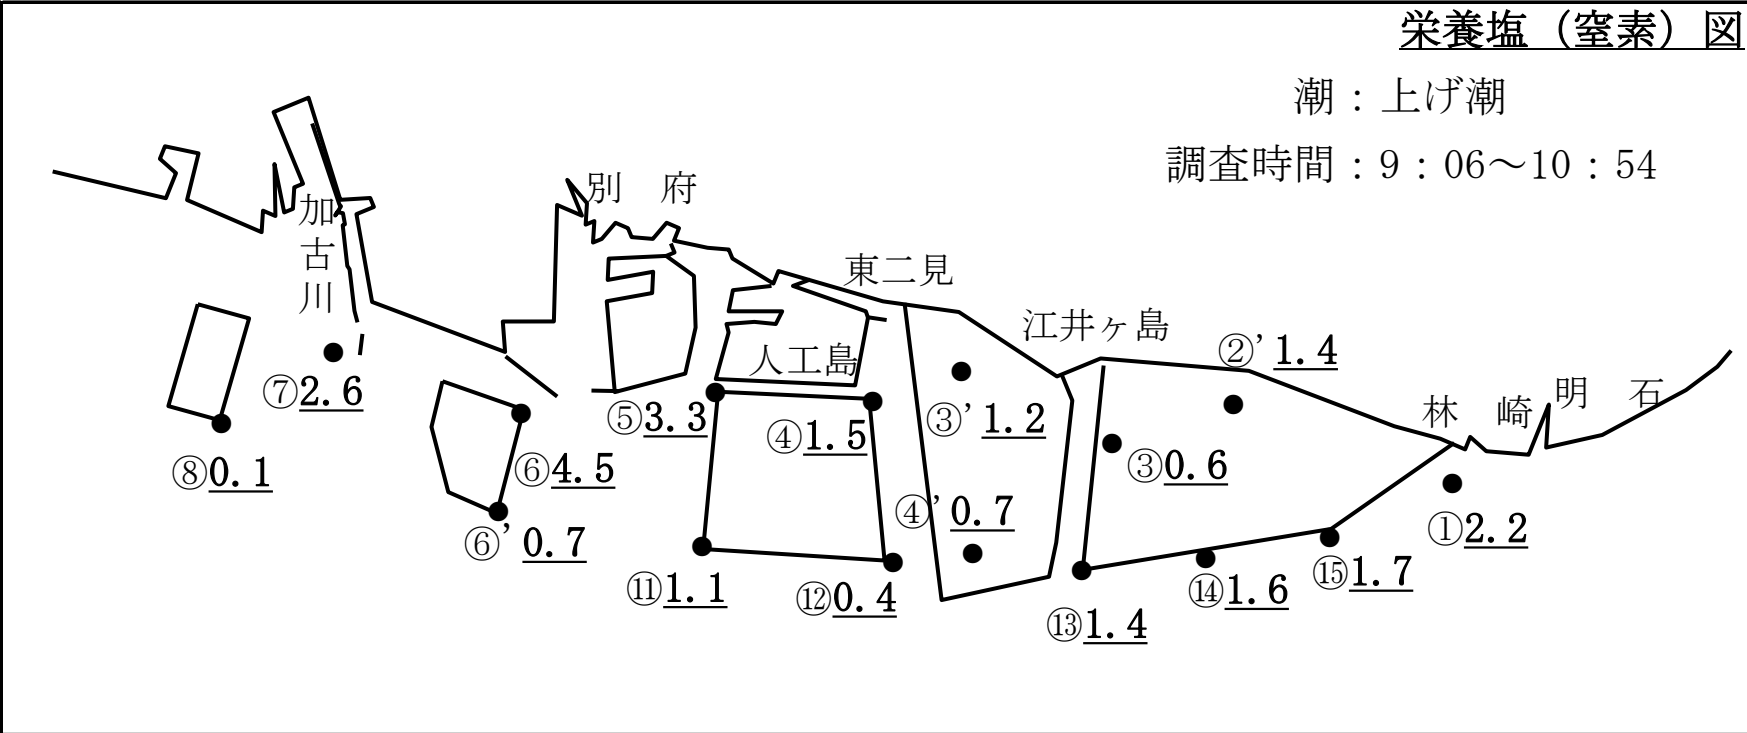 栄養塩（窒素）図
潮：上げ潮
調査時間：9：06～10：54
別　府
加古川
東二見
江井ヶ島
②’1.4
人工島
林　崎
明　石
⑦2.6
⑤3.3
④1.5
③’1.2
③0.6
⑧0.1
⑥4.5
④’0.7
①2.2
⑥’0.7
⑪1.1
⑫0.4
⑬1.4
⑭1.6
⑮1.7